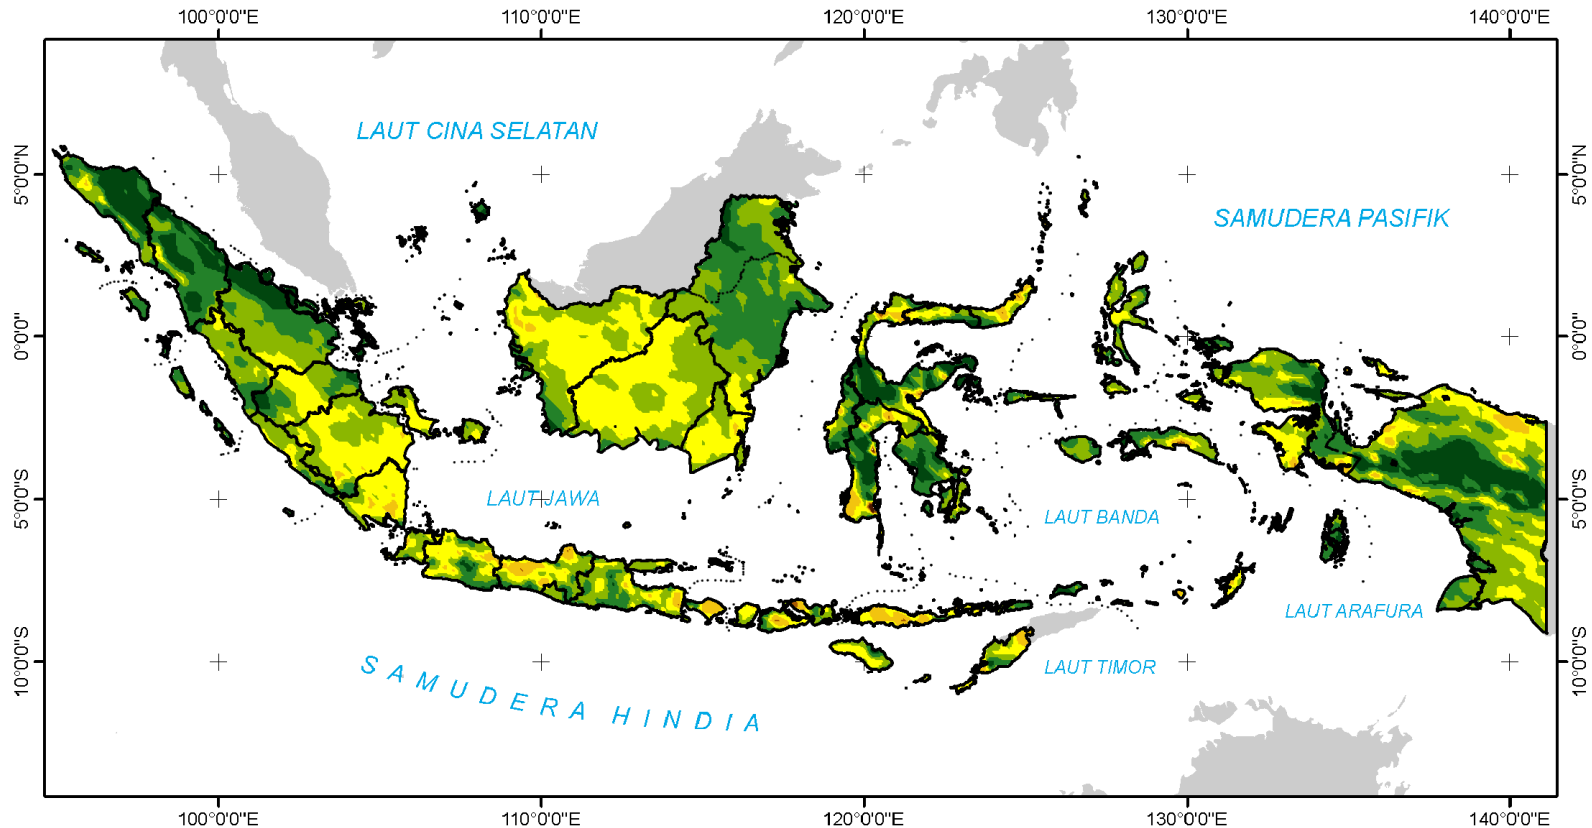 100°0'0"E 110°0'0"E 120°0'0"E 130°0'0"E 140°0'0"E
LAUT CINA SELATAN
5°0'0"N 5°0'0"N
SAMUDERA PASIFIK
0°0'0" 0°0'0"
5°0'0"S LAUT JAWA 5°0'0"S
LAUT BANDA
LAUT ARAFURA
10°0'0"S LAUT TIMOR 10°0'0"S
SAMUDERA HINDIA
100°0'0"E 110°0'0"E 120°0'0"E 130°0'0"E 140°0'0"E